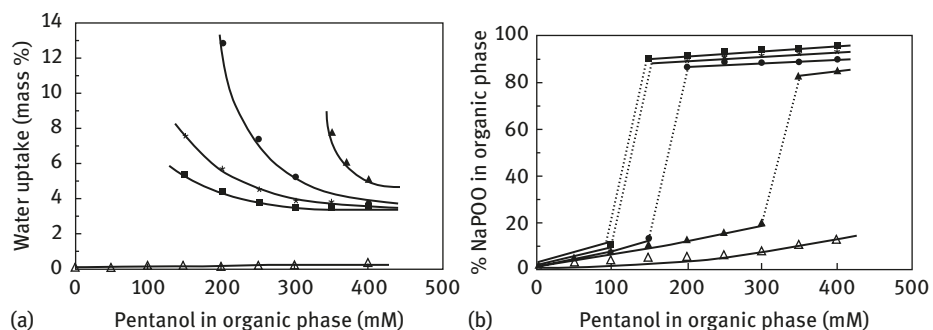 14
12
10
8
6
4
2
0
0 100 200 300 400 500
Water uptake (mass %)
(a) Pentanol in organic phase (mM)
100
80
60
40
20
0
0 100 200 300 400 500
% NaPOO in organic phase
(b) Pentanol in organic phase (mM)